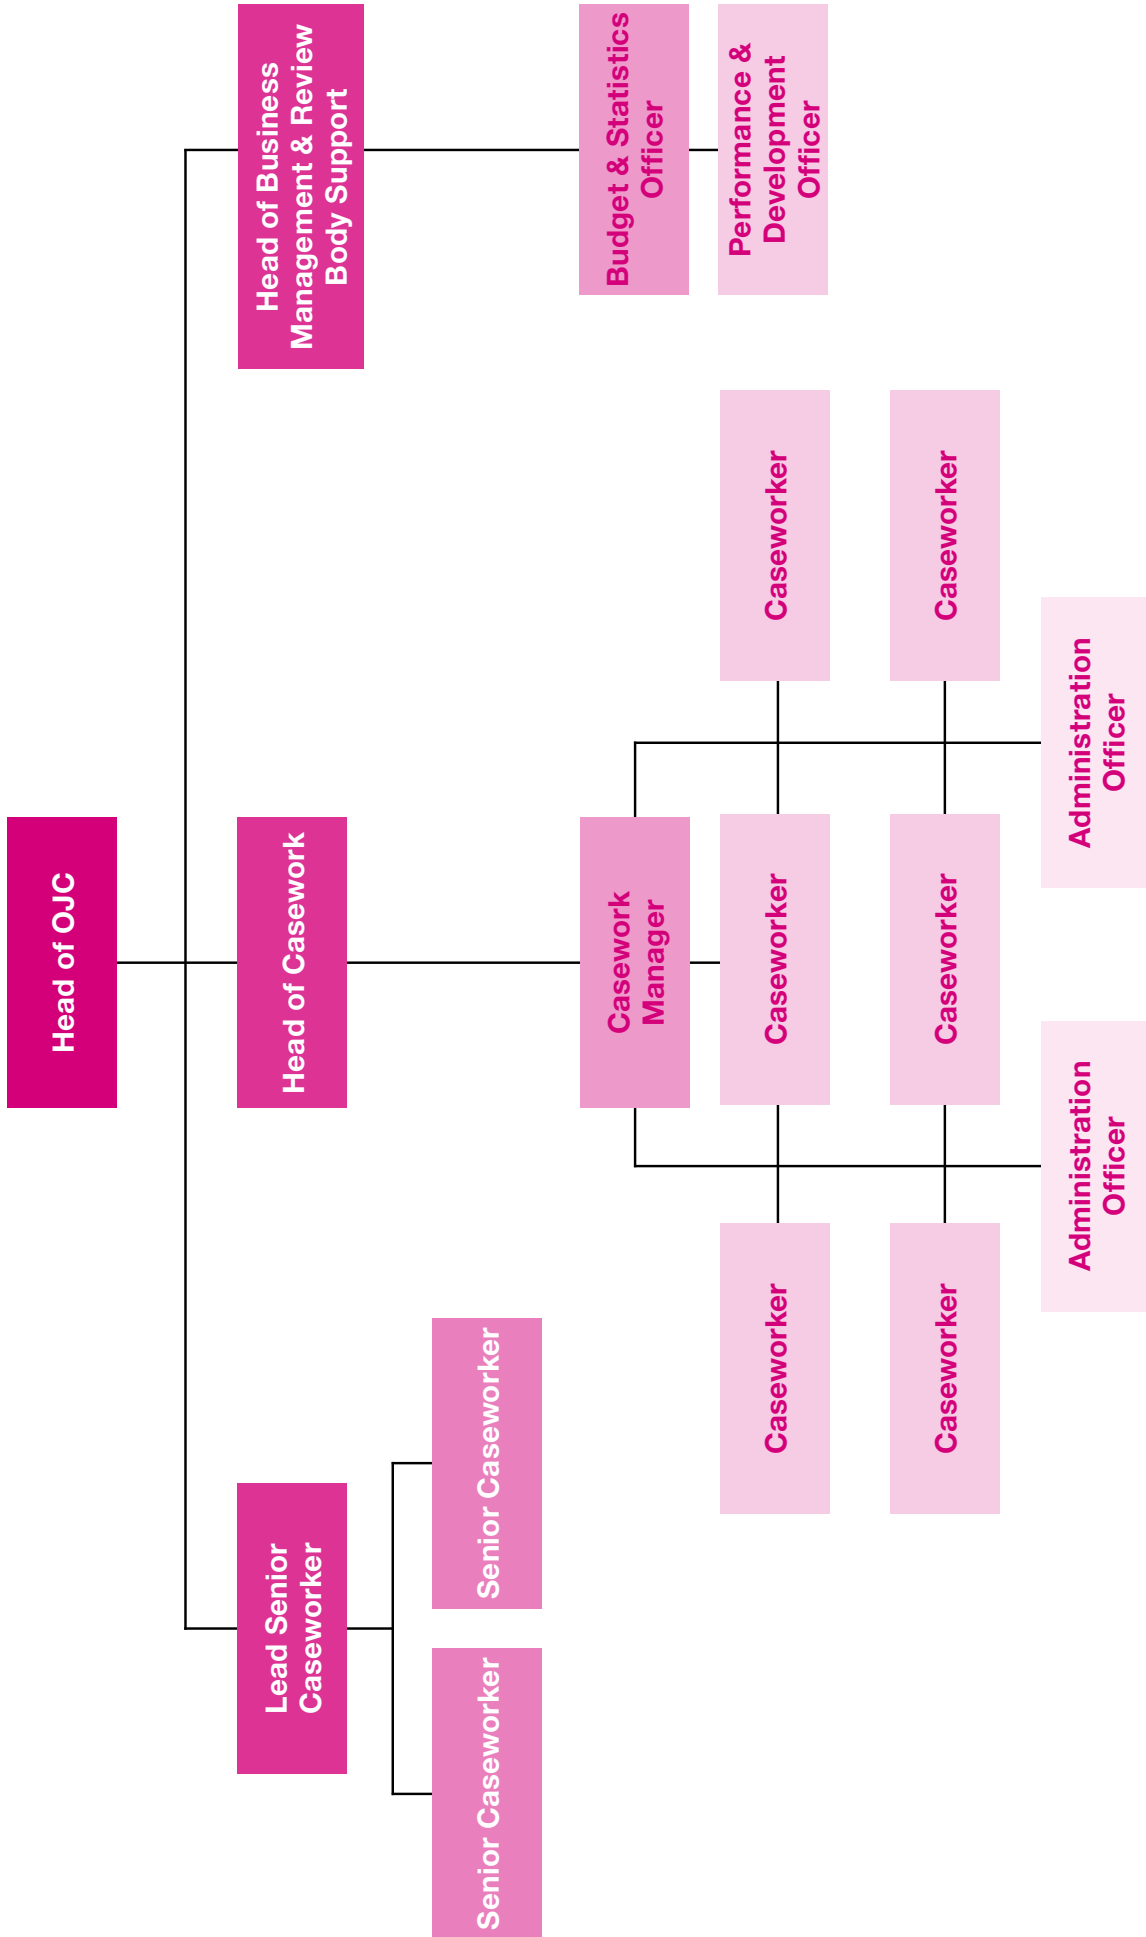 Head of OJC
Lead Senior
Caseworker
Head of Casework
Head of Business
Management & Review
Body Support
Senior Caseworker
Senior Caseworker
Casework
Manager
Budget & Statistics
Officer
Caseworker
Caseworker
Caseworker
Performance &
Development
Officer
Caseworker
Caseworker
Caseworker
Administration
Officer
Administration
Officer